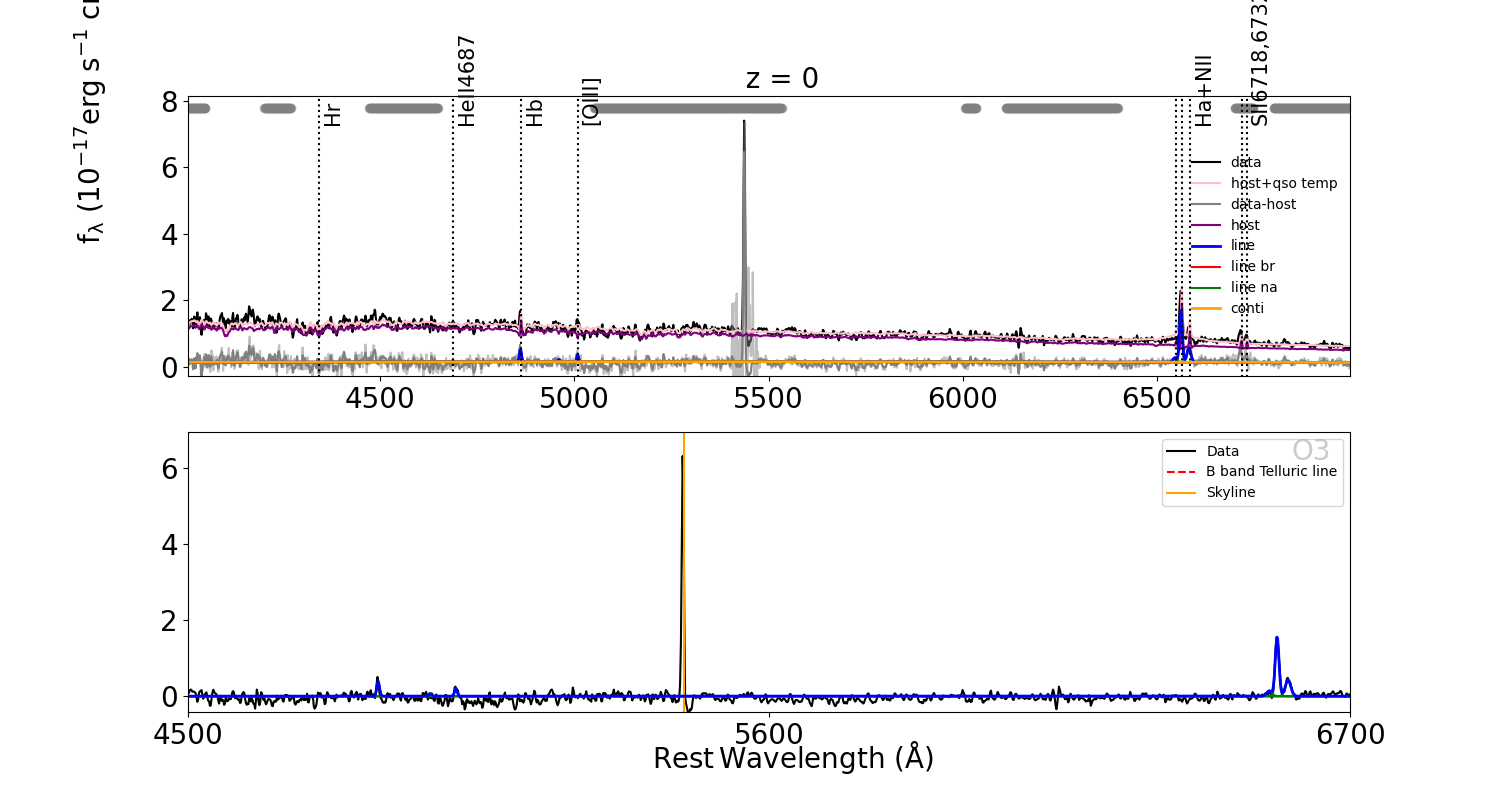 z = 0
f_λ (10^−17 erg s^−1 c
Hr
HeII4687
Hb
[OIII]
Ha+NII
SII6718,673
8
6
4
2
0
data
host+qso temp
data-host
host
line
line br
line na
conti
4500 5000 5500 6000 6500
O3
6
4
2
0
Data
B band Telluric line
Skyline
4500 5600 6700
Rest Wavelength (Å)